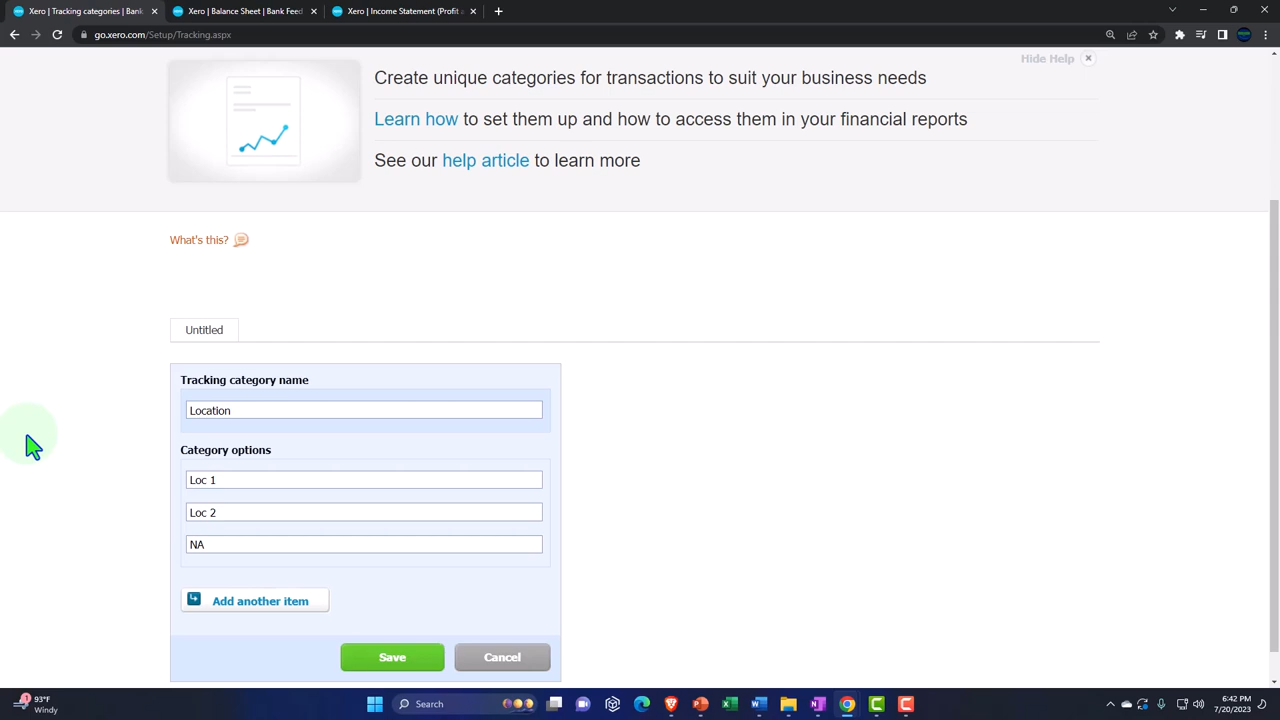 Xero | Tracking categories | Bank
Xero | Balance Sheet | Bank Feed
Xero | Income Statement (Profit a
go.xero.com/Setup/Tracking.aspx
Hide Help
Create unique categories for transactions to suit your business needs
Learn how to set them up and how to access them in your financial reports
See our help article to learn more
What's this?
Untitled
Tracking category name
Location
Category options
Loc 1
Loc 2
NA
Add another item
Save Cancel
1
93°F
Windy
Search
6:42 PM
7/20/2023